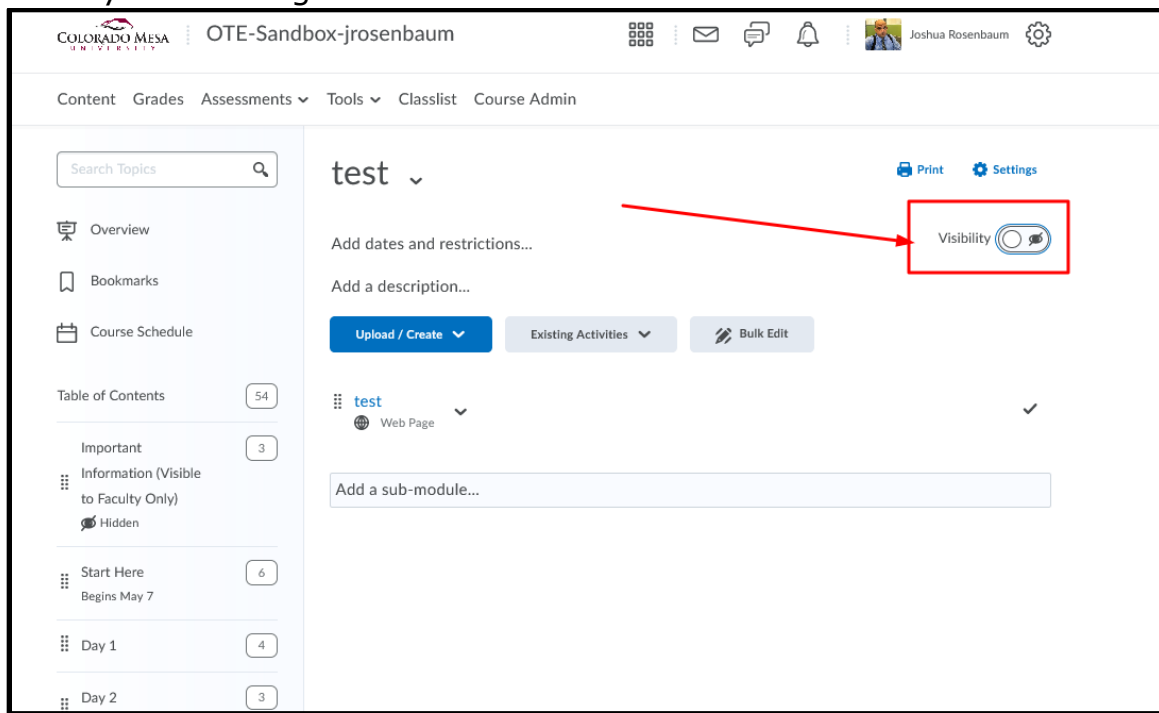 COLORADO MESA
UNIVERSITY
OTE-Sandbox-jrosenbaum
Joshua Rosenbaum
Content Grades Assessments Tools Classlist Course Admin
Search Topics
Overview
Bookmarks
Course Schedule
Table of Contents 54
Important 3
Information (Visible
to Faculty Only)
Hidden
Start Here 6
Begins May 7
Day 1 4
Day 2 3
test
Print Settings
Visibility
Add dates and restrictions...
Add a description...
Upload / Create Existing Activities Bulk Edit
test
Web Page
Add a sub-module...